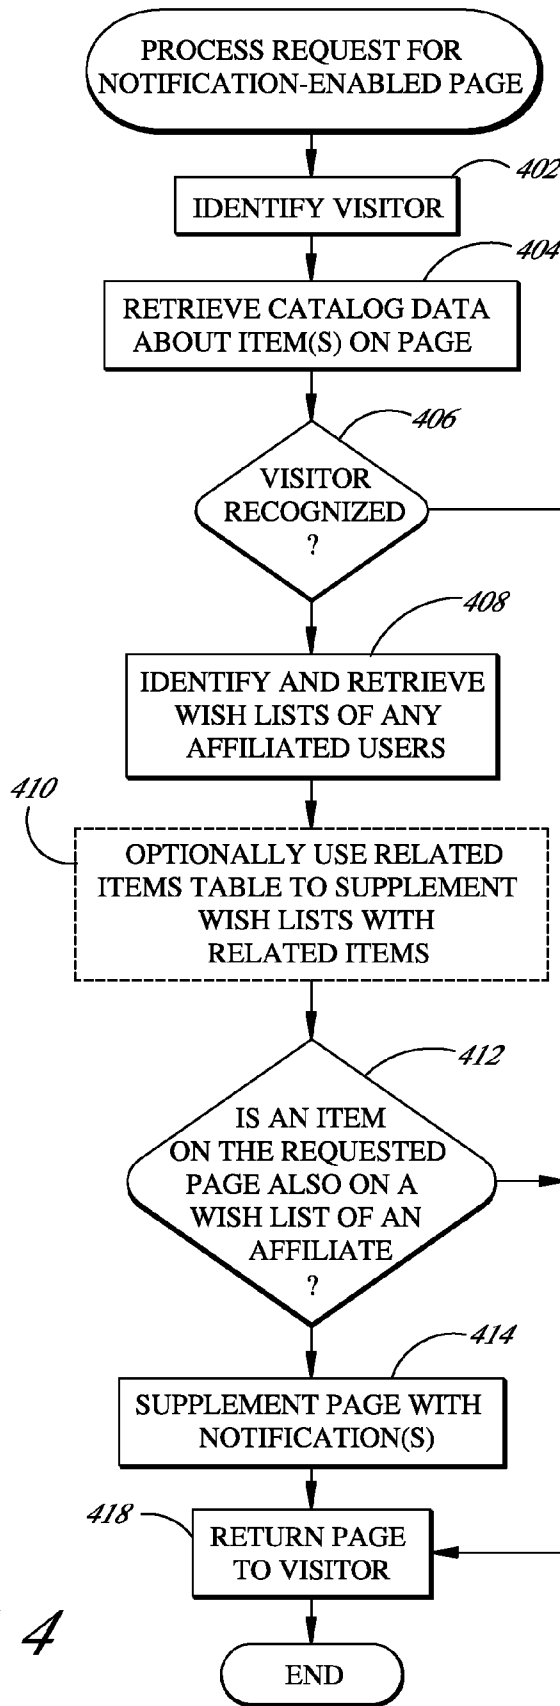 PROCESS REQUEST FOR
NOTIFICATION-ENABLED PAGE
402
IDENTIFY VISITOR
404
RETRIEVE CATALOG DATA
ABOUT ITEM(S) ON PAGE
406
VISITOR
RECOGNIZED
?
408
IDENTIFY AND RETRIEVE
WISH LISTS OF ANY
AFFILIATED USERS
410
OPTIONALLY USE RELATED
ITEMS TABLE TO SUPPLEMENT
WISH LISTS WITH
RELATED ITEMS
412
IS AN ITEM
ON THE REQUESTED
PAGE ALSO ON A
WISH LIST OF AN
AFFILIATE
?
414
SUPPLEMENT PAGE WITH
NOTIFICATION(S)
418
RETURN PAGE
TO VISITOR
4
END